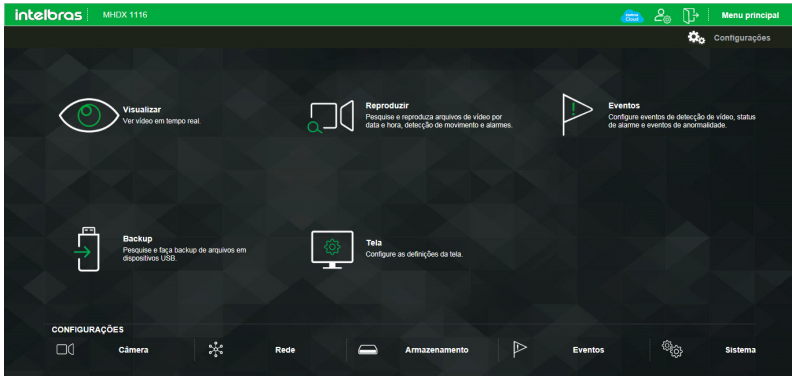 intelbras MHDX 1116 Intelbras Cloud Menu principal
Configurações
Visualizar
Ver vídeo em tempo real.
Reproduzir
Pesquise e reproduza arquivos de vídeo por
data e hora, detecção de movimento e alarmes.
Eventos
Configure eventos de detecção de vídeo, status
de alarme e eventos de anormalidade.
Backup
Pesquise e faça backup de arquivos em
dispositivos USB.
Tela
Configure as definições da tela.
CONFIGURAÇÕES
Câmera Rede Armazenamento Eventos Sistema